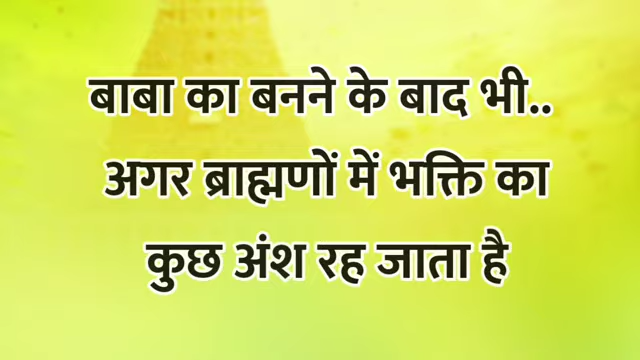 बाबा का बनने के बाद भी..
अगर ब्राह्मणों में भक्ति का
कुछ अंश रह जाता है